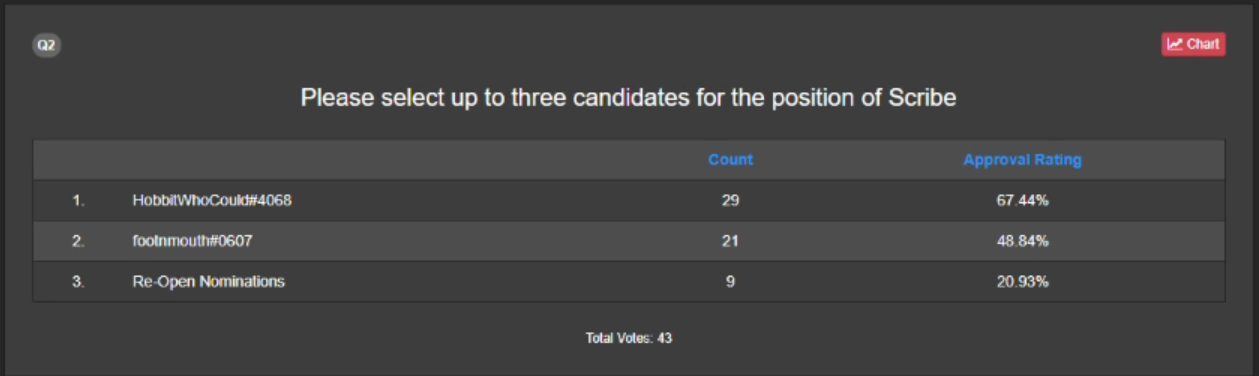 Q2
Chart
Please select up to three candidates for the position of Scribe
Count Approval Rating
1. HobbitWhoCould#4068 29 67.44%
2. footnmouth#0607 21 48.84%
3. Re-Open Nominations 9 20.93%
Total Votes: 43